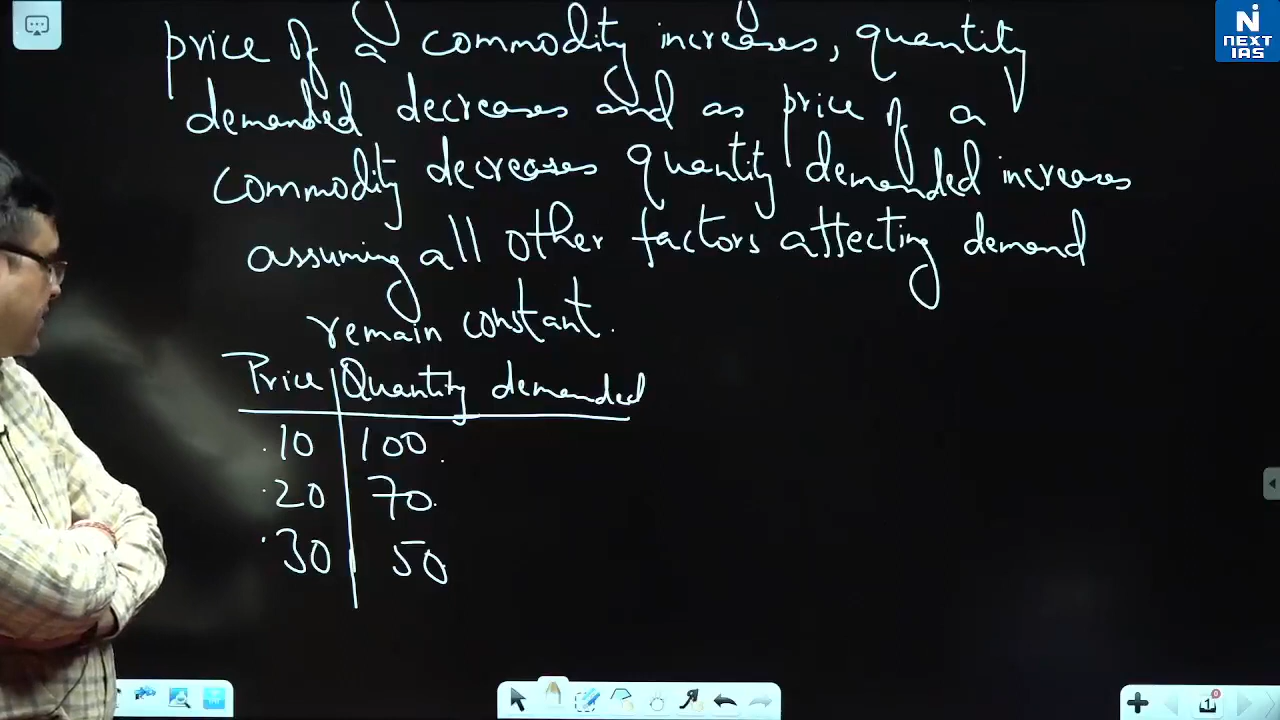 NEXT IAS
price of a commodity increases, quantity
demanded decreases and as price of a
commodity decreases quantity demanded increases
assuming all other factors affecting demand
remain constant.
Price Quantity demanded
10 100
20 70
30 50